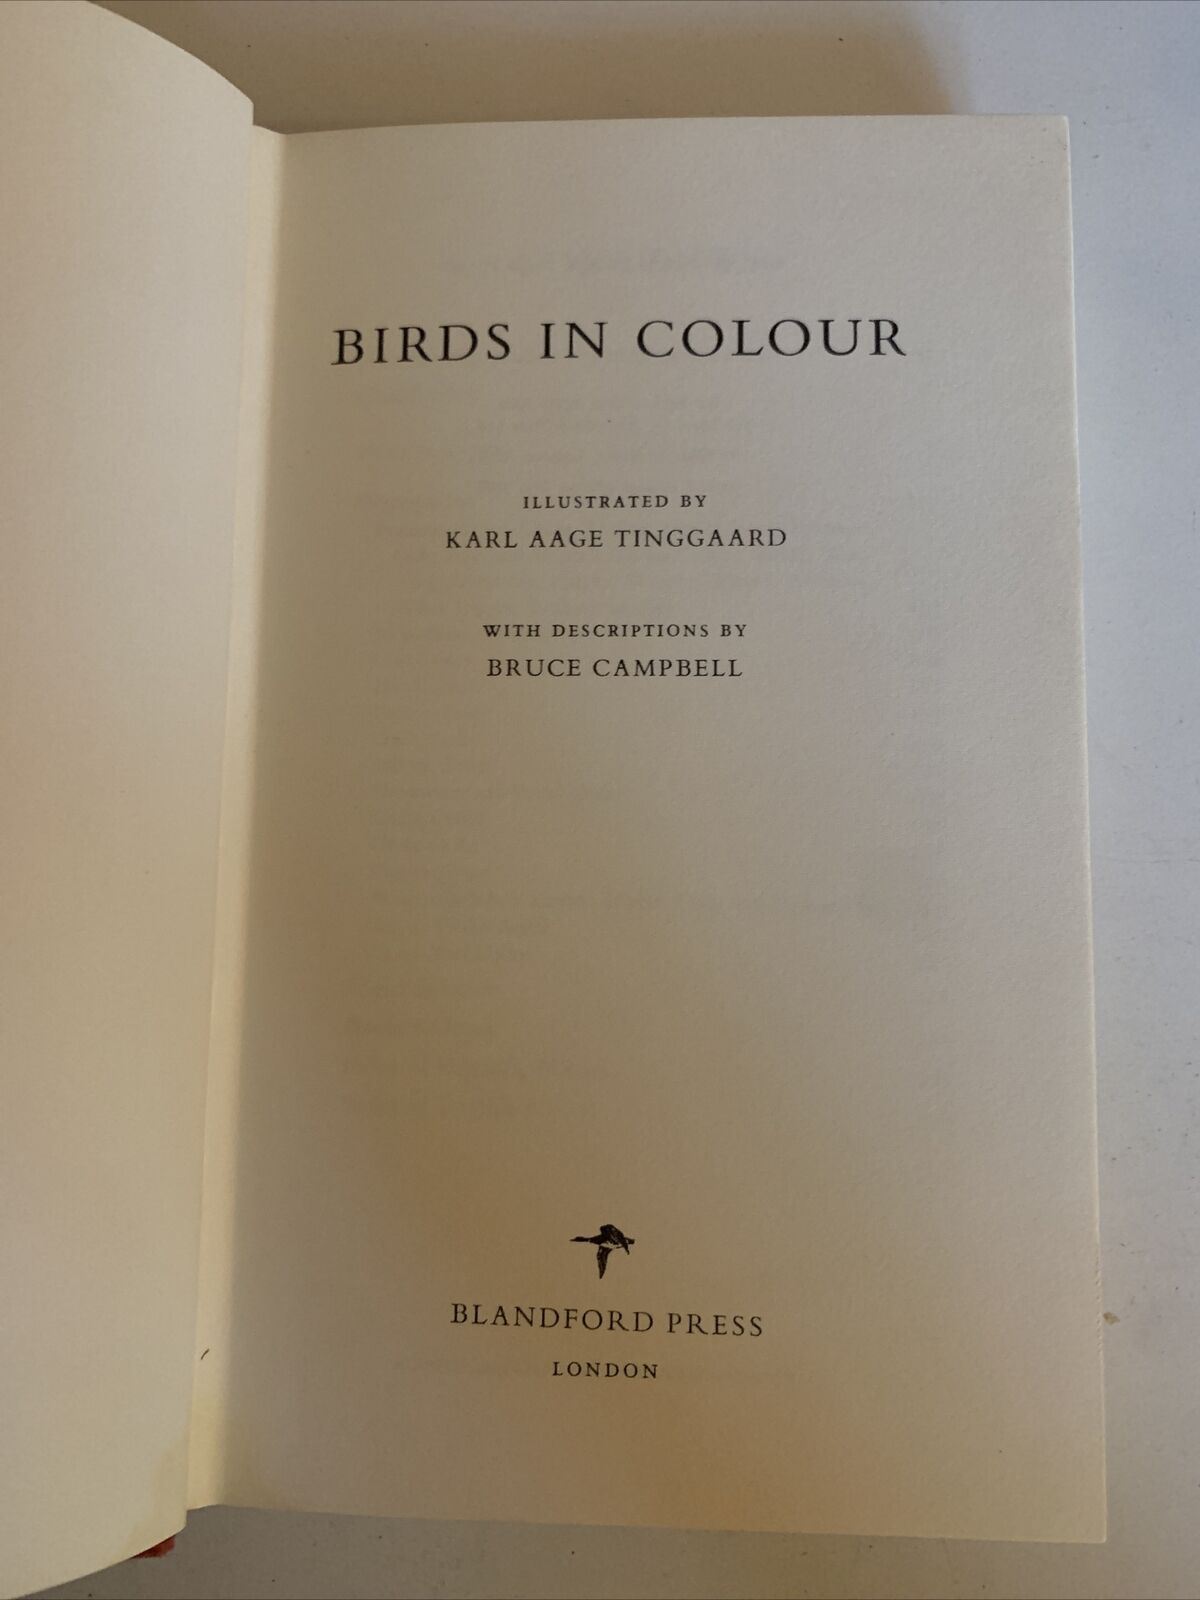 BIRDS IN COLOUR
ILLUSTRATED BY
KARL AAGE TINGGAARD
WITH DESCRIPTIONS BY
BRUCE CAMPBELL
BLANDFORD PRESS
LONDON